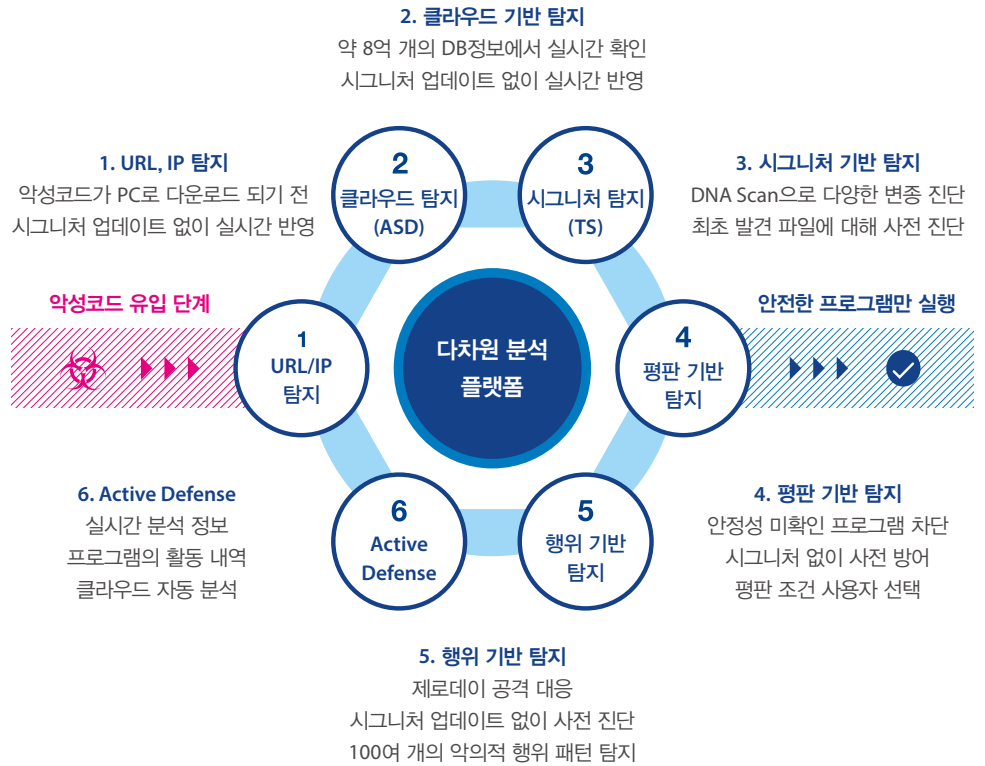 2. 클라우드 기반 탐지
약 8억 개의 DB정보에서 실시간 확인
시그니처 업데이트 없이 실시간 반영
1. URL, IP 탐지
악성코드가 PC로 다운로드 되기 전
시그니처 업데이트 없이 실시간 반영
2
클라우드 탐지
(ASD)
3
시그니처 탐지
(TS)
3. 시그니처 기반 탐지
DNA Scan으로 다양한 변종 진단
최초 발견 파일에 대해 사전 진단
악성코드 유입 단계
1
URL/IP
탐지
다차원 분석
플랫폼
4
평판 기반
탐지
안전한 프로그램만 실행
6. Active Defense
실시간 분석 정보
프로그램의 활동 내역
클라우드 자동 분석
6
Active
Defense
5
행위 기반
탐지
4. 평판 기반 탐지
안정성 미확인 프로그램 차단
시그니처 없이 사전 방어
평판 조건 사용자 선택
5. 행위 기반 탐지
제로데이 공격 대응
시그니처 업데이트 없이 사전 진단
100여 개의 악의적 행위 패턴 탐지